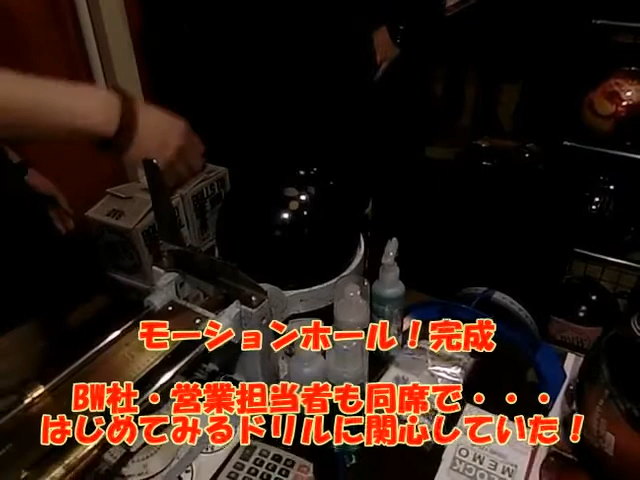 モーションホール！完成
BW社・営業担当者も同席で・・・
はじめてみるドリルに関心していた！
BLOCK
MEMO